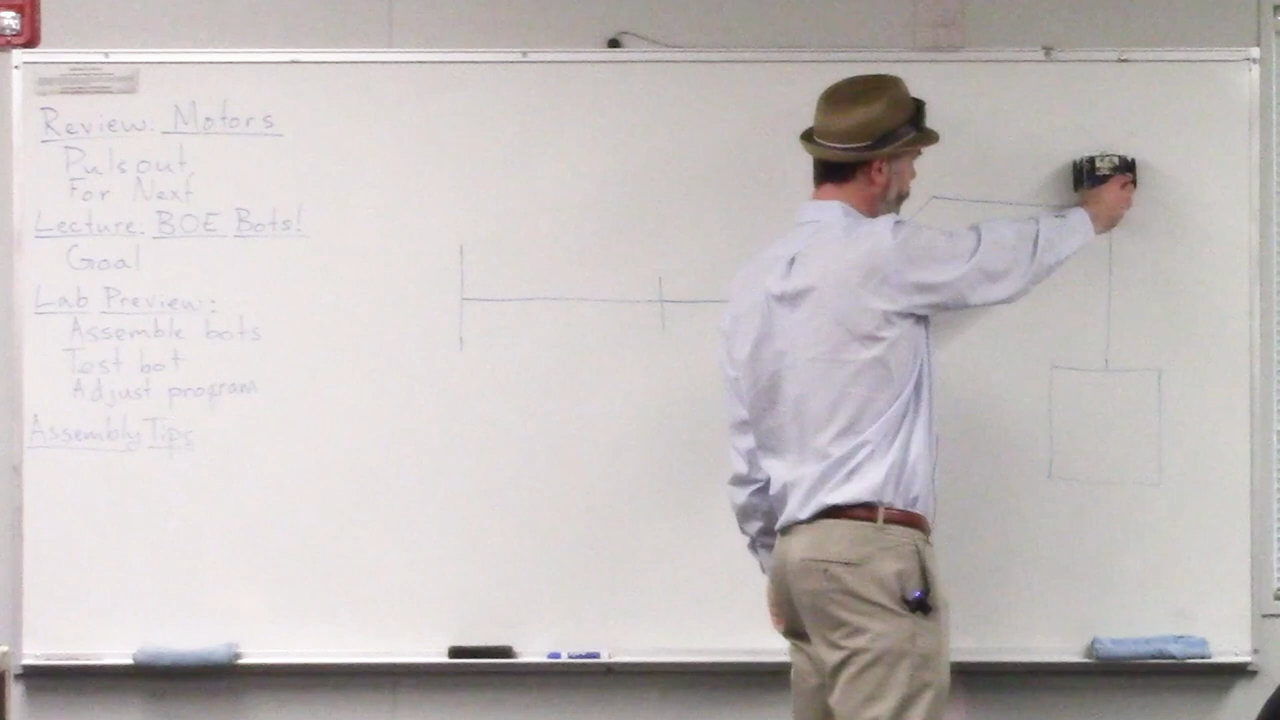 Review: Motors
Pulsout,
For Next
Lecture: BOE Bots!
Goal
Lab Preview:
Assemble bots
Test bot
Adjust program
Assembly Tips